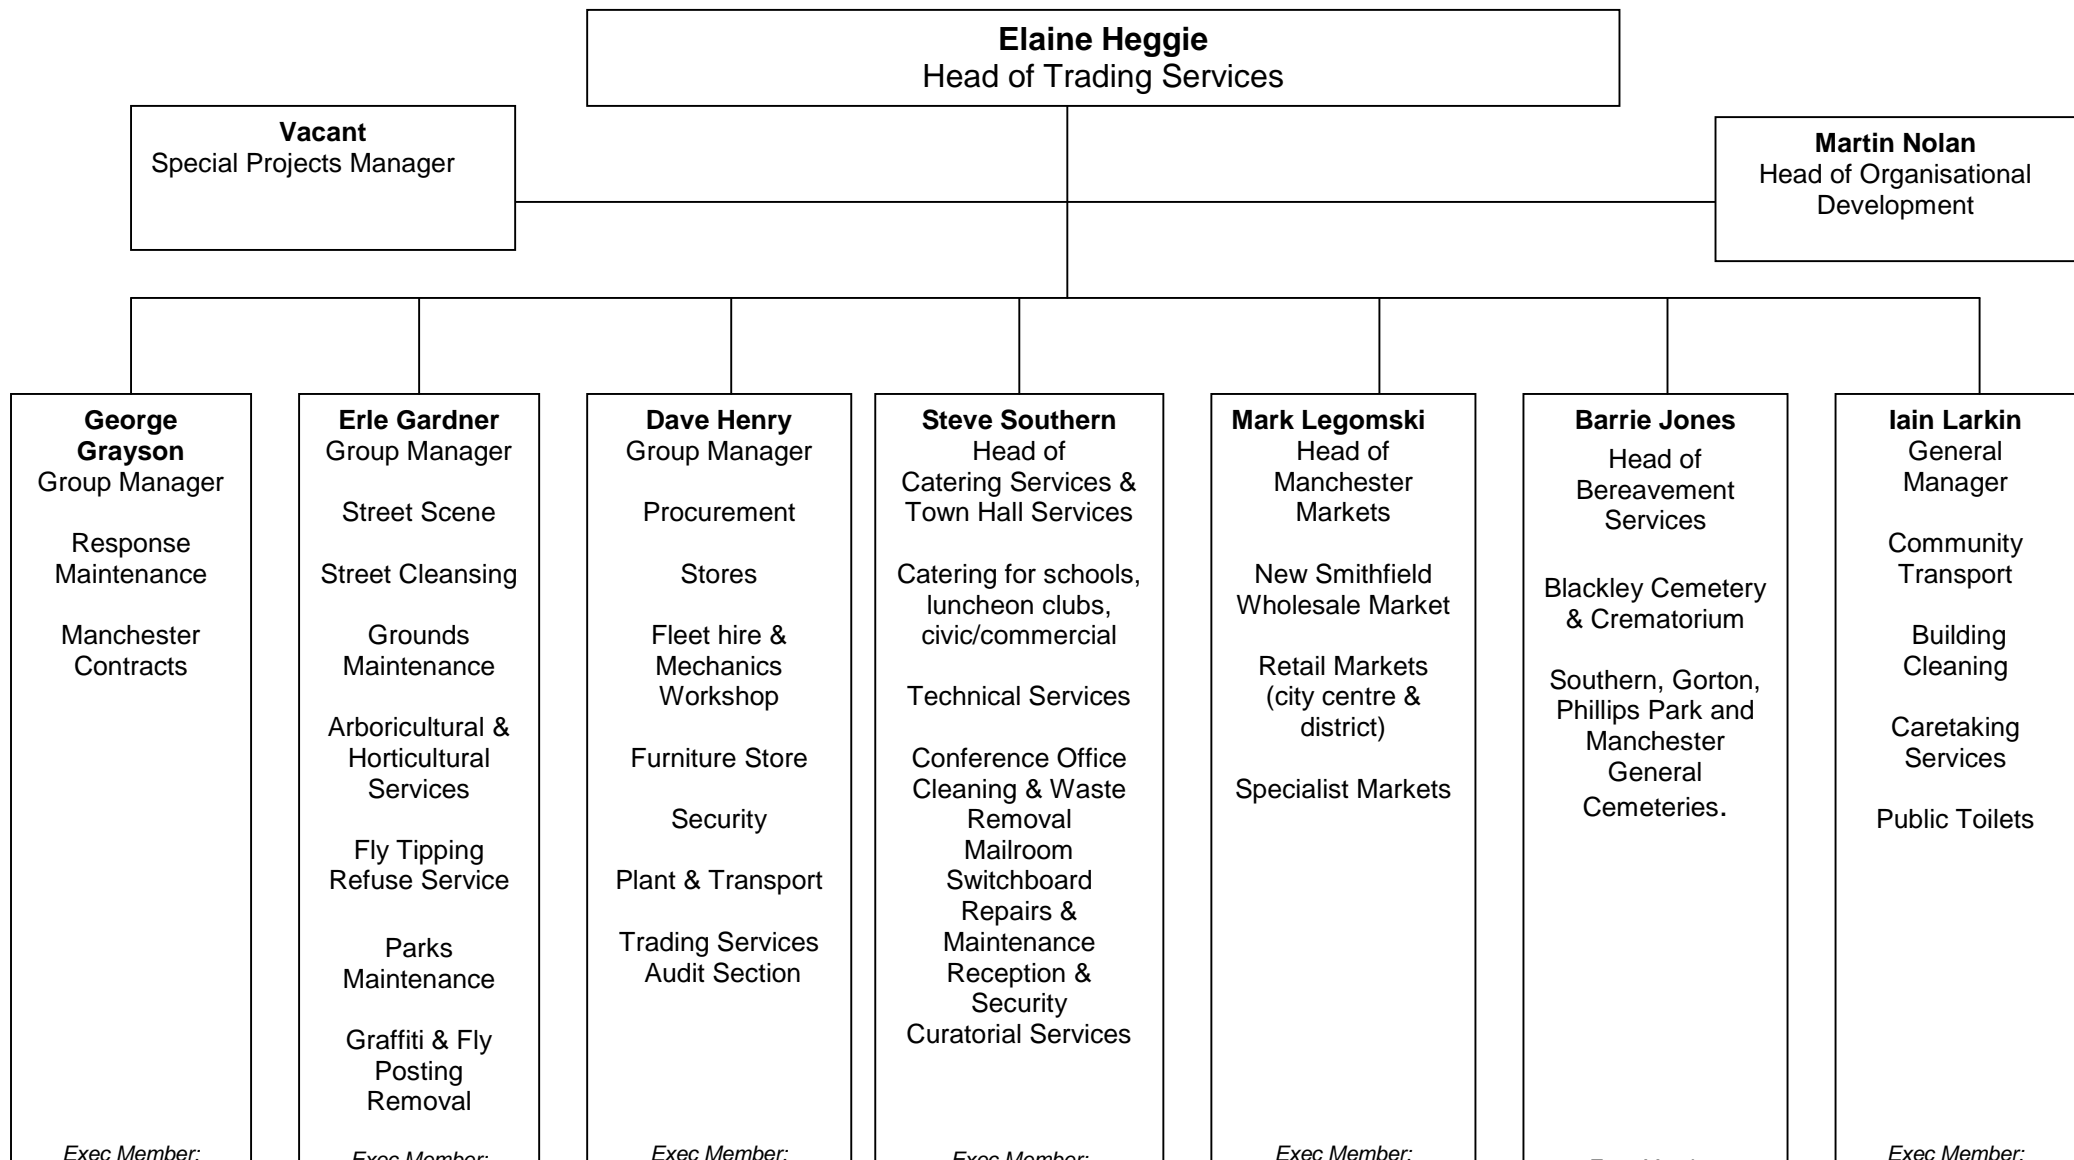 Elaine Heggie
Head of Trading Services
Vacant
Special Projects Manager
Martin Nolan
Head of Organisational
Development
George
Grayson
Group Manager
Response
Maintenance
Manchester
Contracts
Exec Member:
Erle Gardner
Group Manager
Street Scene
Street Cleansing
Grounds
Maintenance
Arboricultural &
Horticultural
Services
Fly Tipping
Refuse Service
Parks
Maintenance
Graffiti & Fly
Posting
Removal
Exec Member:
Dave Henry
Group Manager
Procurement
Stores
Fleet hire &
Mechanics
Workshop
Furniture Store
Security
Plant & Transport
Trading Services
Audit Section
Exec Member:
Steve Southern
Head of
Catering Services &
Town Hall Services
Catering for schools,
luncheon clubs,
civic/commercial
Technical Services
Conference Office
Cleaning & Waste
Removal
Mailroom
Switchboard
Repairs &
Maintenance
Reception &
Security
Curatorial Services
Exec Member:
Mark Legomski
Head of
Manchester
Markets
New Smithfield
Wholesale Market
Retail Markets
(city centre &
district)
Specialist Markets
Exec Member:
Barrie Jones
Head of
Bereavement
Services
Blackley Cemetery
& Crematorium
Southern, Gorton,
Phillips Park and
Manchester
General
Cemeteries.
Iain Larkin
General
Manager
Community
Transport
Building
Cleaning
Caretaking
Services
Public Toilets
Exec Member: